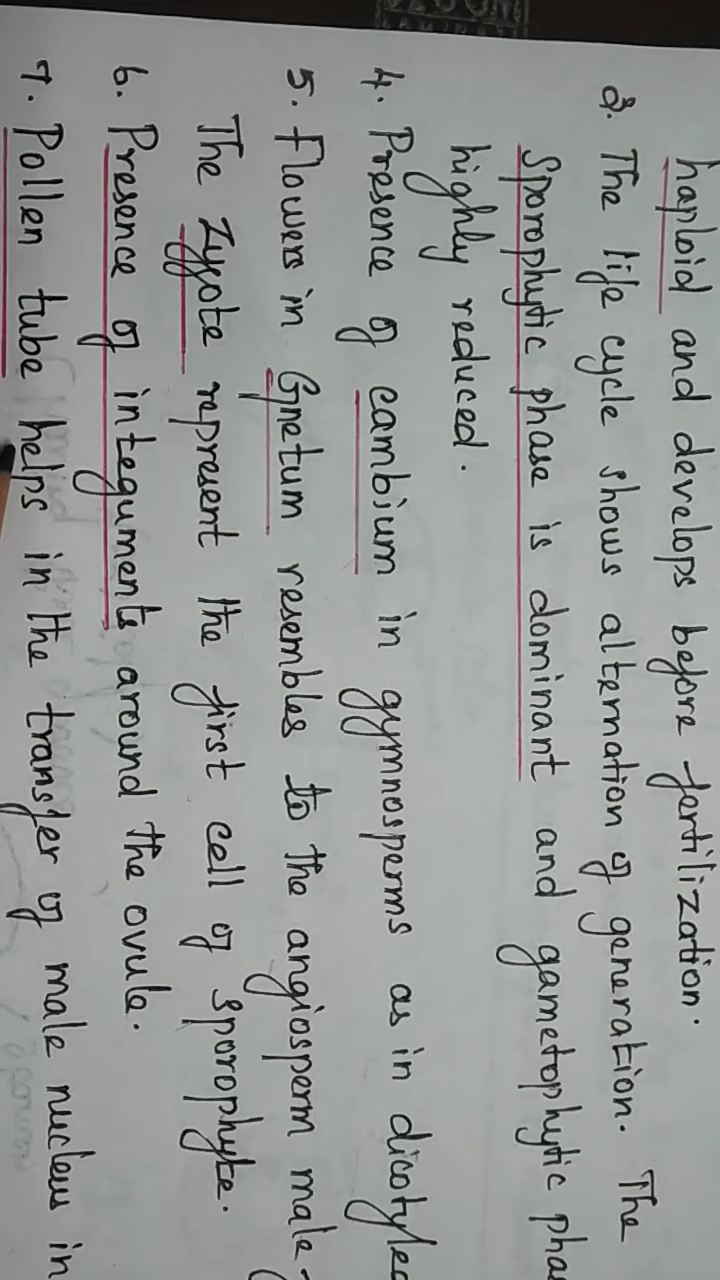 haploid and develops before fertilization.
2. The life cycle shows alternation of generation. The
sporophytic phase is dominant and gametophytic phas
highly reduced.
4. Presence of cambium in gymnosperms as in dicotyled
5. Flowers in Gnetum resembles to the angiosperm male
The Zygote represent the first cell of sporophyte.
6. Presence of integuments around the ovule.
7. Pollen tube helps in the transfer of male nucleus in